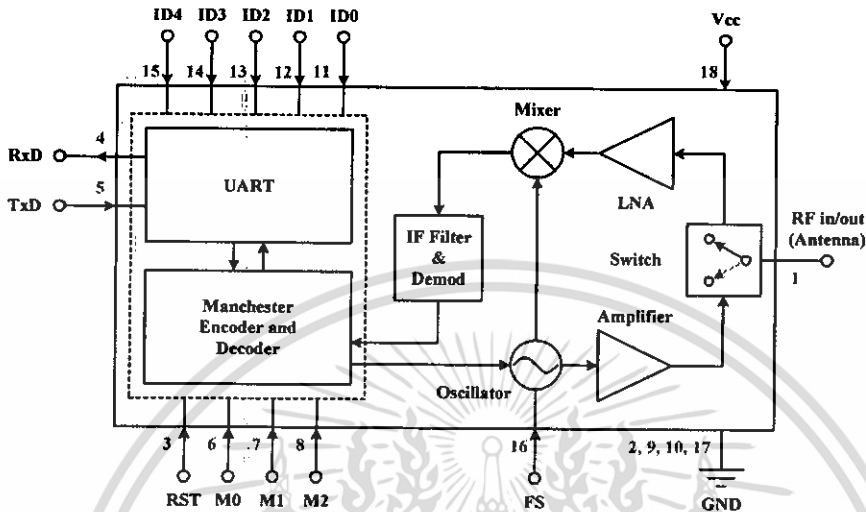 ID4 ID3 ID2 ID1 ID0
Vcc
15 14 13 12 11
18
Mixer
RxD 4
UART
TxD 5
LNA
IF Filter
&
Demod
Switch
RF in/out
(Antenna)
1
Manchester
Encoder and
Decoder
Amplifier
Oscillator
3 6 7 8
16
2, 9, 10, 17
RST M0 M1 M2
FS
GND